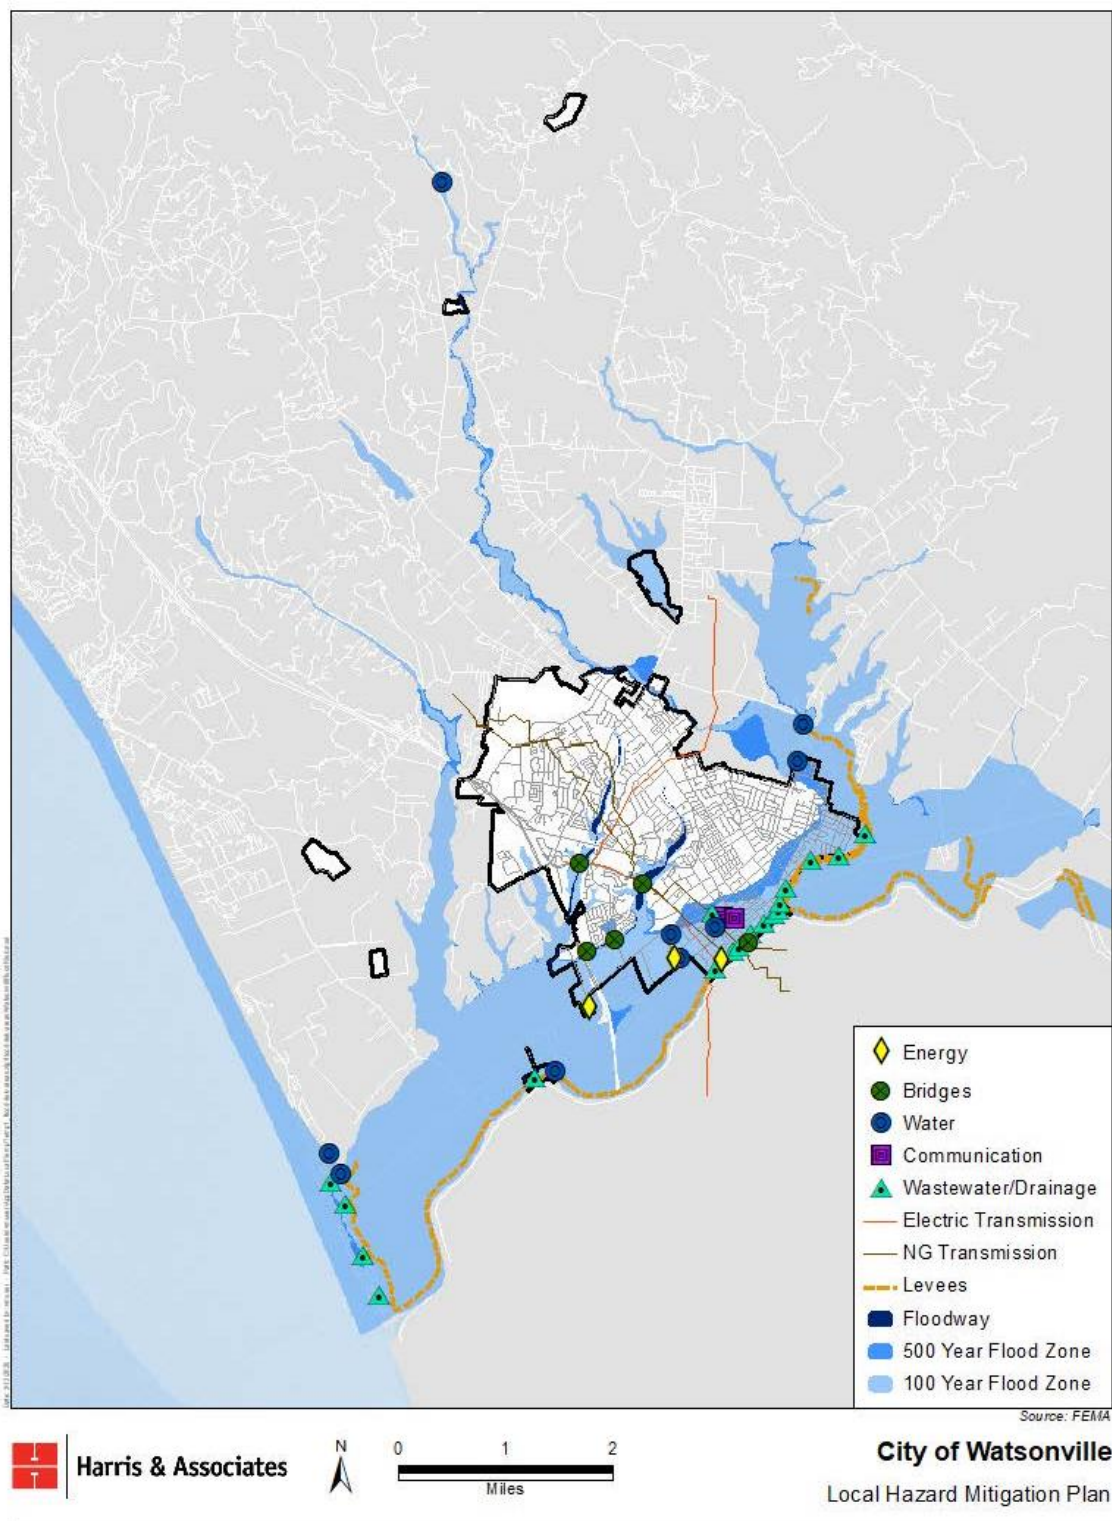 Energy
Bridges
Water
Communication
Wastewater/Drainage
Electric Transmission
NG Transmission
Levees
Floodway
500 Year Flood Zone
100 Year Flood Zone
Source: FEMA
Harris & Associates
N
0 1 2
Miles
City of Watsonville
Local Hazard Mitigation Plan